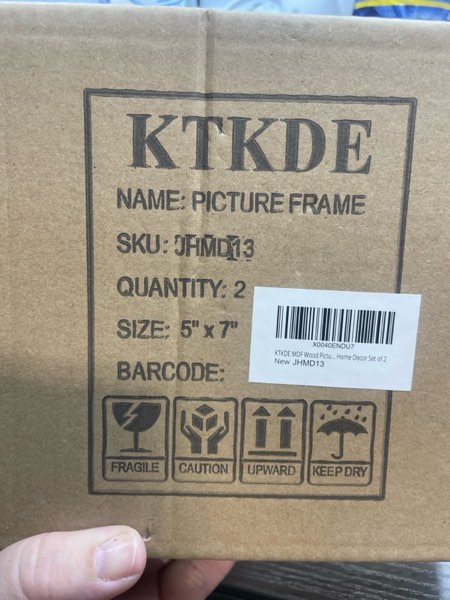 KTKDE
NAME: PICTURE FRAME
SKU: JHMD13
QUANTITY: 2
SIZE: 5" x 7"
BARCODE:
X0040ENDU7
KTKDE MDF Wood Pictu... Home Decor Set of 2
New JHMD13
FRAGILE CAUTION UPWARD KEEP DRY